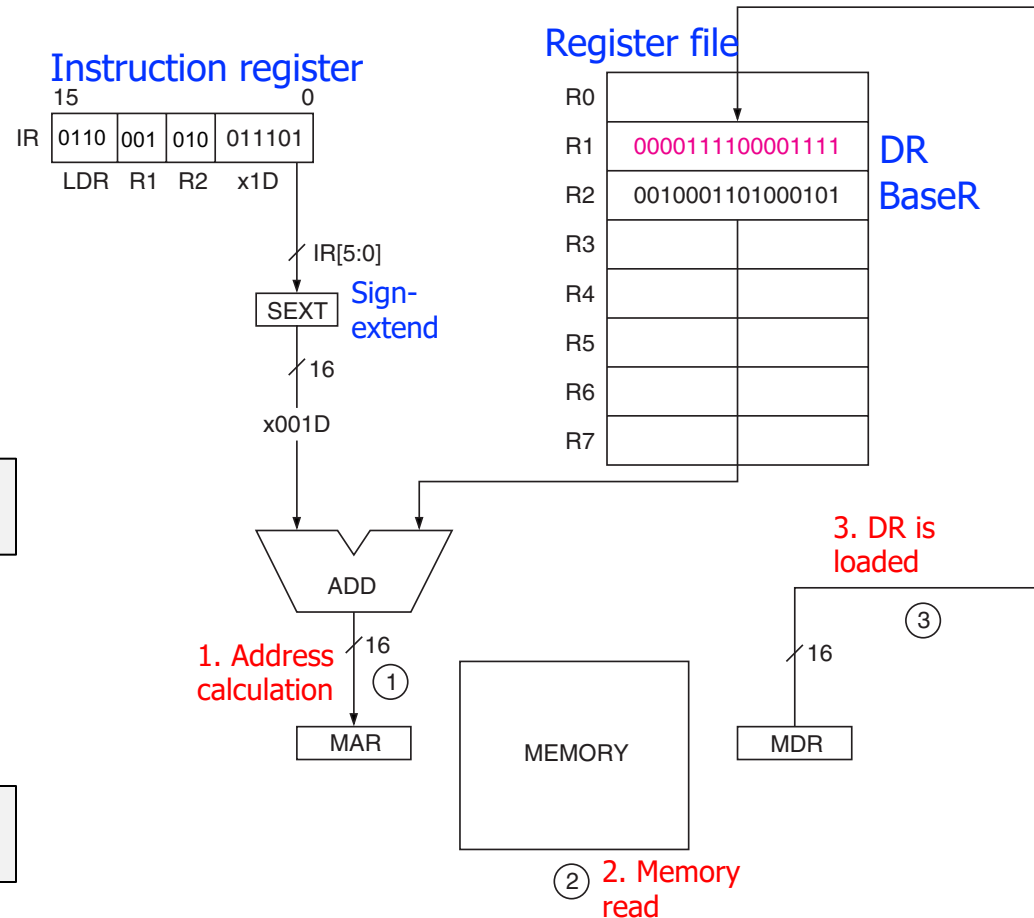 Instruction register
15 0
IR 0110 001 010 011101
LDR R1 R2 x1D
IR[5:0]
SEXT
Sign-
extend
16
x001D
ADD
1. Address
calculation
16
1
MAR
Register file
R0
R1 0000111100001111 DR
R2 0010001101000101 BaseR
R3
R4
R5
R6
R7
MEMORY
2
2. Memory
read
3. DR is
loaded
3
16
MDR